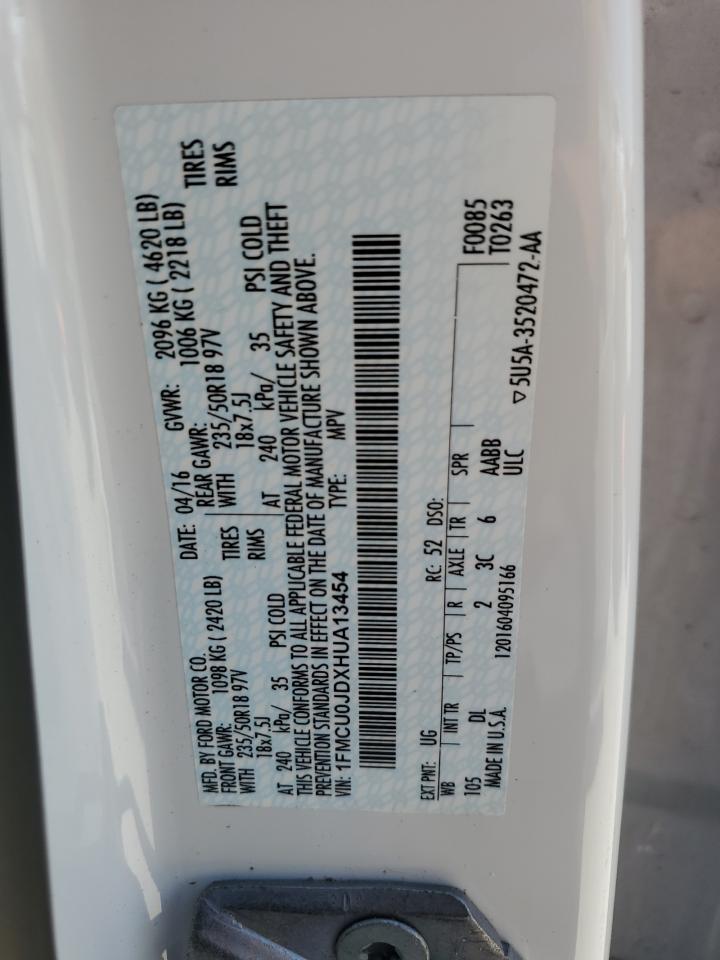 MFD. BY FORD MOTOR CO.
DATE: 04/16 GVWR: 2096 KG ( 4620 LB)
FRONT GAWR: 1098 KG ( 2420 LB) REAR GAWR: 1006 KG ( 2218 LB)
WITH 235/50R18 97V TIRES WITH 235/50R18 97V TIRES
18x7.5J RIMS 18x7.5J RIMS
AT 240 kPa/ 35 PSI COLD AT 240 kPa/ 35 PSI COLD
THIS VEHICLE CONFORMS TO ALL APPLICABLE FEDERAL MOTOR VEHICLE SAFETY AND THEFT
PREVENTION STANDARDS IN EFFECT ON THE DATE OF MANUFACTURE SHOWN ABOVE.
VIN: 1FMCU0JDXHUA13454 TYPE: MPV
EXT PNT: UG RC: 52 DSO: F0085
WB INT TR TP/PS R AXLE TR SPR T0263
105 DL 2 3C 6 AABB
MADE IN U.S.A. 1201604095166 ULC ▽5U5A-3520472-AA